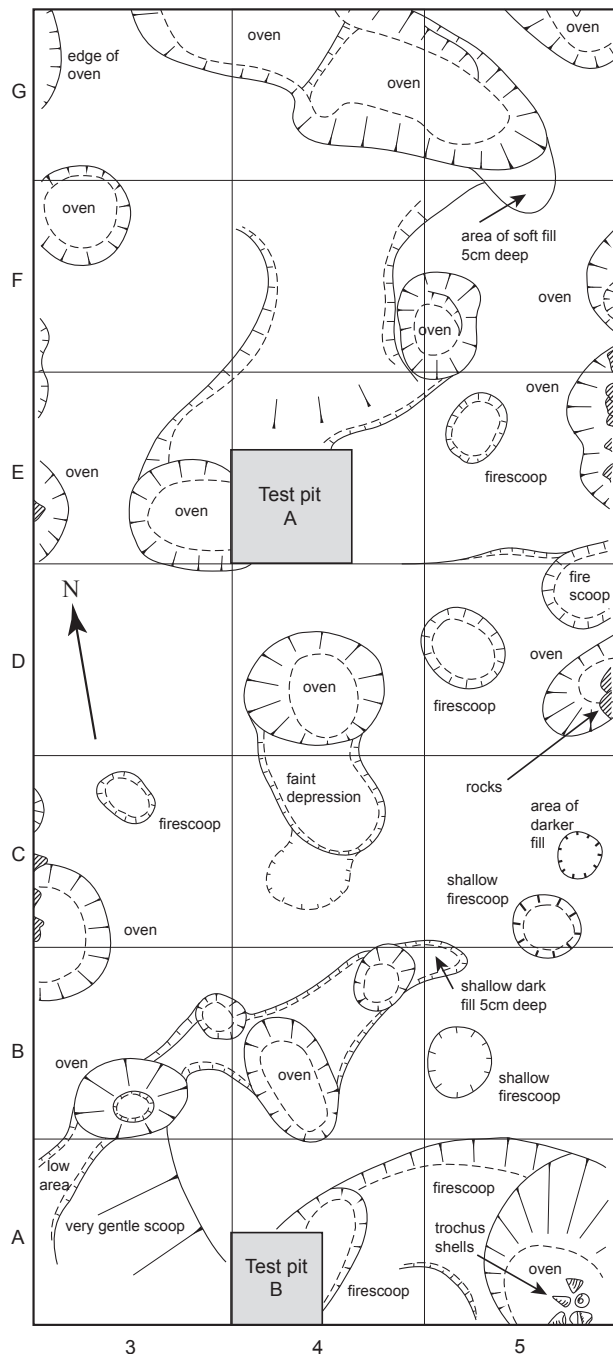 edge of
oven
oven
oven
oven
G
oven
area of soft fill
5cm deep
F
oven
oven
oven
oven
E
oven
Test pit
A
firescoop
N
fire
scoop
D
oven
oven
firescoop
rocks
faint
depression
firescoop
area of
darker
fill
C
shallow
firescoop
oven
shallow dark
fill 5cm deep
B
oven
oven
shallow
firescoop
low
area
very gentle scoop
firescoop
trochus
shells
A
Test pit
B
firescoop
oven
3
4
5